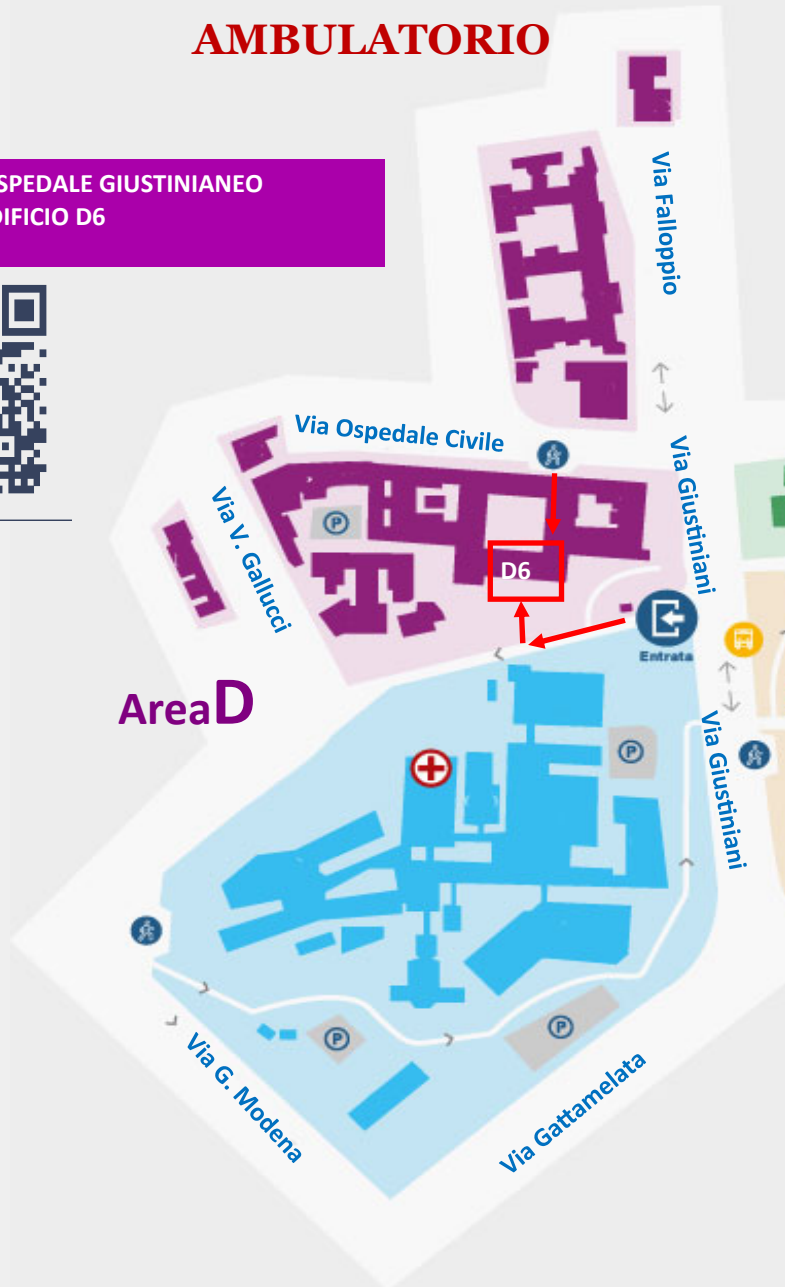 AMBULATORIO
SPEDALE GIUSTINIANEO
DIFICIO D6
Via Falloppio
Via Ospedale Civile
Via Giustiniani
Via V. Gallucci
P
D6
Entrata
AreaD
P
Via Giustiniani
P
P
Via G. Modena
Via Gattamelata